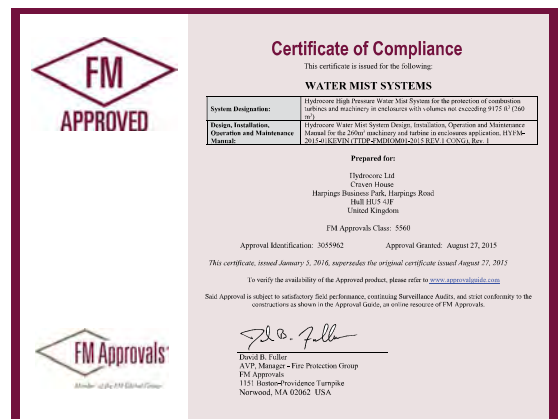 FM
APPROVED
Certificate of Compliance
This certificate is issued for the following:
WATER MIST SYSTEMS
System Designation:
Hydrocore High Pressure Water Mist System for the protection of combustion
turbines and machinery in enclosures with volumes not exceeding 9175 ft³ (260
m³)
Design, Installation,
Operation and Maintenance
Manual:
Hydrocore Water Mist System Design, Installation, Operation and Maintenance
Manual for the 260m³ machinery and turbine in enclosures application, HYFM-
2015-01KEVIN (TTDP-FMDIOM01-2015 REV.1 CONG), Rev. 1
Prepared for:
Hydrocore Ltd
Craven House
Harpings Business Park, Harpings Road
Hull HU5 4JF
United Kingdom
FM Approvals Class: 5560
Approval Identification: 3055962 Approval Granted: August 27, 2015
This certificate, issued January 5, 2016, supersedes the original certificate issued August 27, 2015
To verify the availability of the Approved product, please refer to www.approvalguide.com
Said Approval is subject to satisfactory field performance, continuing Surveillance Audits, and strict conformity to the
constructions as shown in the Approval Guide, an online resource of FM Approvals.
David B. Fuller
AVP, Manager - Fire Protection Group
FM Approvals
1151 Boston-Providence Turnpike
Norwood, MA 02062 USA
FM Approvals
Member of the FM Global Group